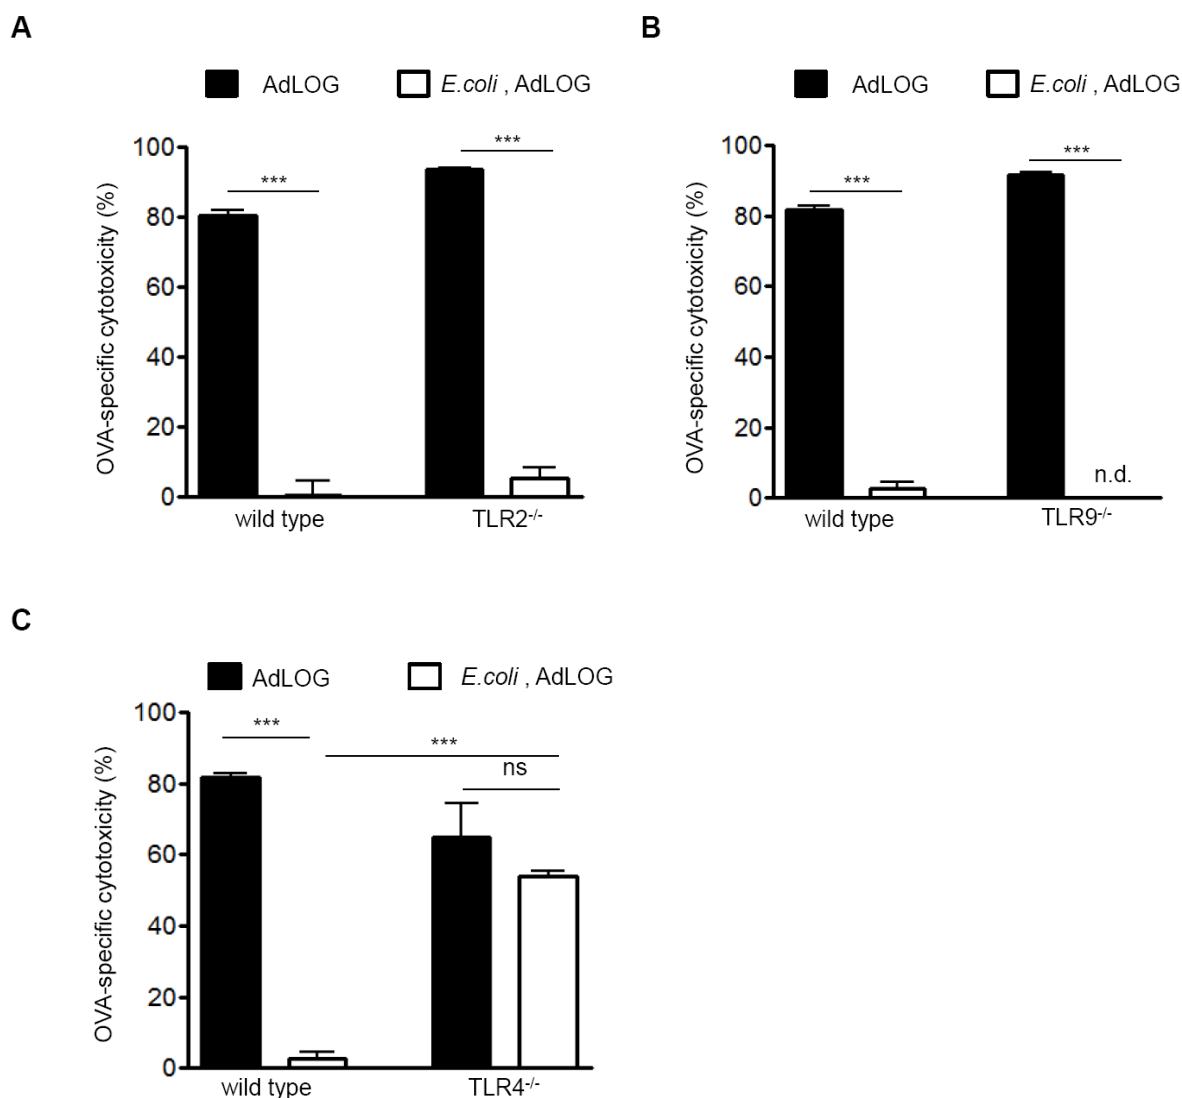 A
AdLOG E.coli , AdLOG
OVA-specific cytotoxicity (%)
100
80
60
40
20
0
***
***
wild type TLR2-/-
B
AdLOG E.coli , AdLOG
OVA-specific cytotoxicity (%)
100
80
60
40
20
0
***
***
n.d.
wild type TLR9-/-
C
AdLOG E.coli , AdLOG
OVA-specific cytotoxicity (%)
100
80
60
40
20
0
***
***
ns
wild type TLR4-/-